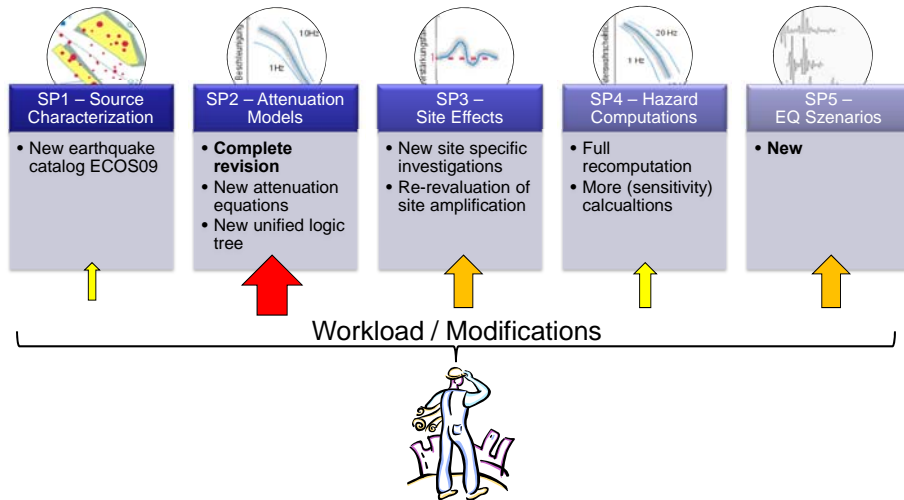 Beschleunigung
10Hz
1Hz
1
20 Hz
1 Hz
SP1 – Source
Characterization
• New earthquake
catalog ECOS09
SP2 – Attenuation
Models
• Complete
revision
• New attenuation
equations
• New unified logic
tree
SP3 –
Site Effects
• New site specific
investigations
• Re-revaluation of
site amplification
SP4 – Hazard
Computations
• Full
recomputation
• More (sensitivity)
calcualtions
SP5 –
EQ Szenarios
• New
Workload / Modifications